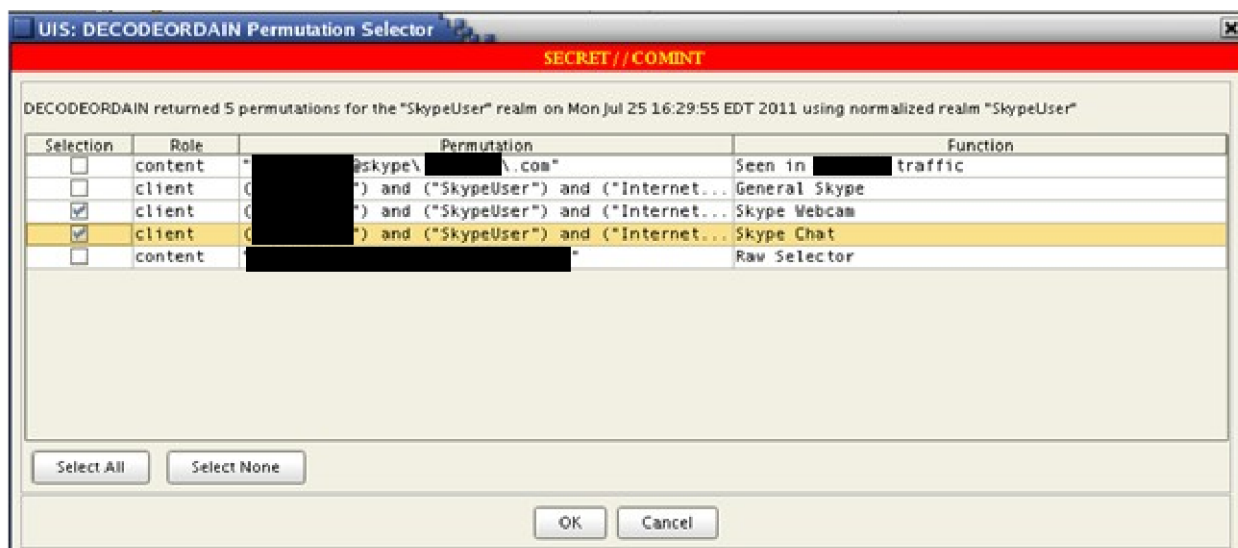 UIS: DECODEORDAIN Permutation Selector
SECRET//COMINT
DECODEORDAIN returned 5 permutations for the "SkypeUser" realm on Mon Jul 25 16:29:55 EDT 2011 using normalized realm "SkypeUser"
Selection Role Permutation Function
content " @skype\ \.com" Seen in traffic
client ( ") and ("SkypeUser") and ("Internet... General Skype
client ( ") and ("SkypeUser") and ("Internet... Skype Webcam
client ( ") and ("SkypeUser") and ("Internet... Skype Chat
content " " Raw Selector
Select All Select None
OK Cancel